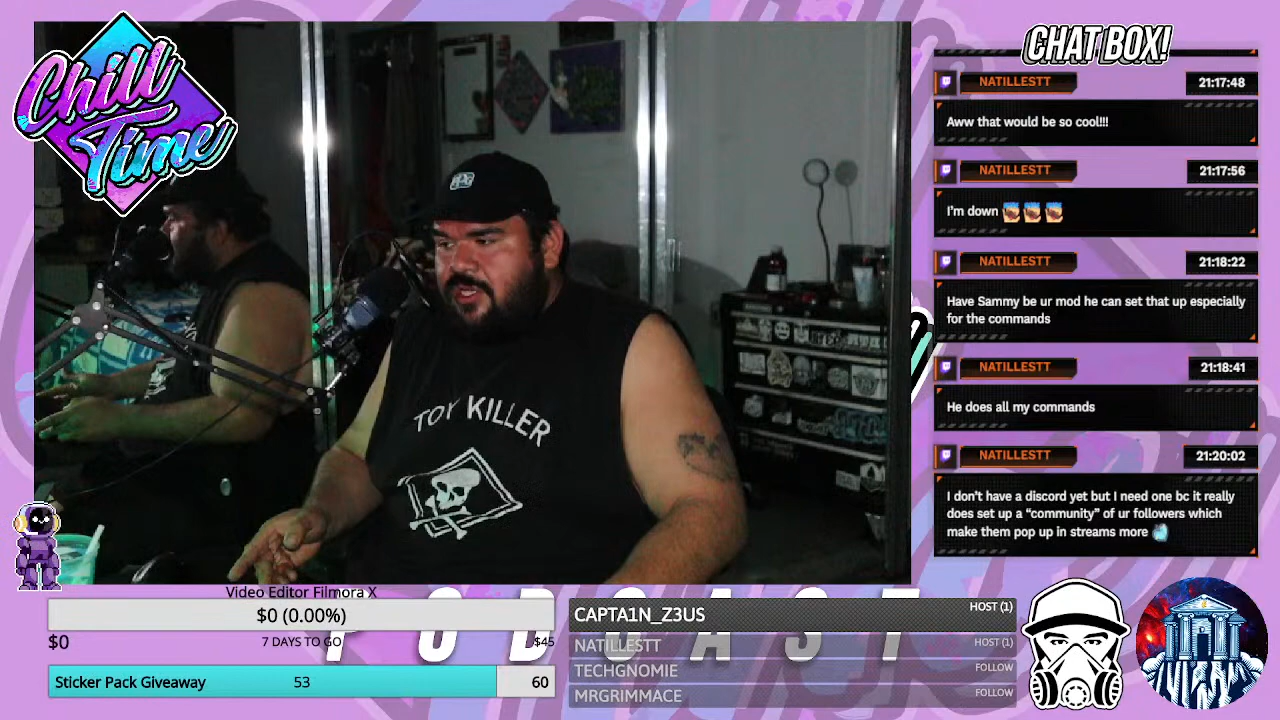 Chill
Time
CHAT BOX!
NATILLESTT
21:17:48
Aww that would be so cool!!!
NATILLESTT
21:17:56
I'm down
NATILLESTT
21:18:22
Have Sammy be ur mod he can set that up especially
for the commands
NATILLESTT
21:18:41
He does all my commands
NATILLESTT
21:20:02
I don't have a discord yet but I need one bc it really
does set up a “community” of ur followers which
make them pop up in streams more
TOY KILLER
PODCAST
Video Editor Filmora X
$0 (0.00%)
$0
7 DAYS TO GO
$45
Sticker Pack Giveaway
53
60
CAPTA1N_Z3US
HOST (1)
NATILLESTT
HOST (1)
TECHGNOMIE
FOLLOW
MRGRIMMACE
FOLLOW